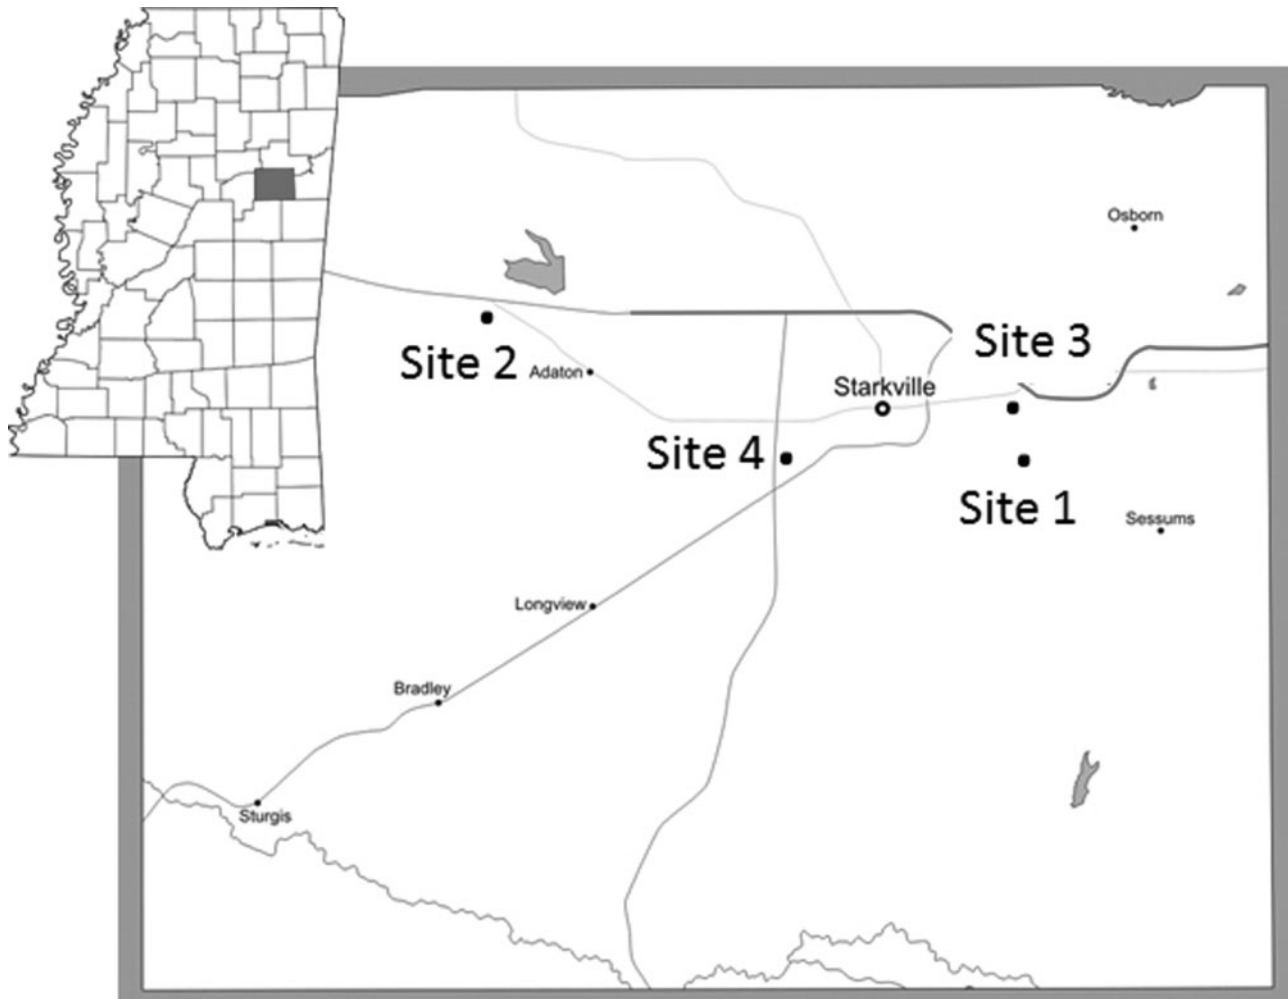 Osborn
Site 3
Site 2
Adaton
Starkville
Site 4
Site 1
Sessums
Longview
Bradley
Sturgis